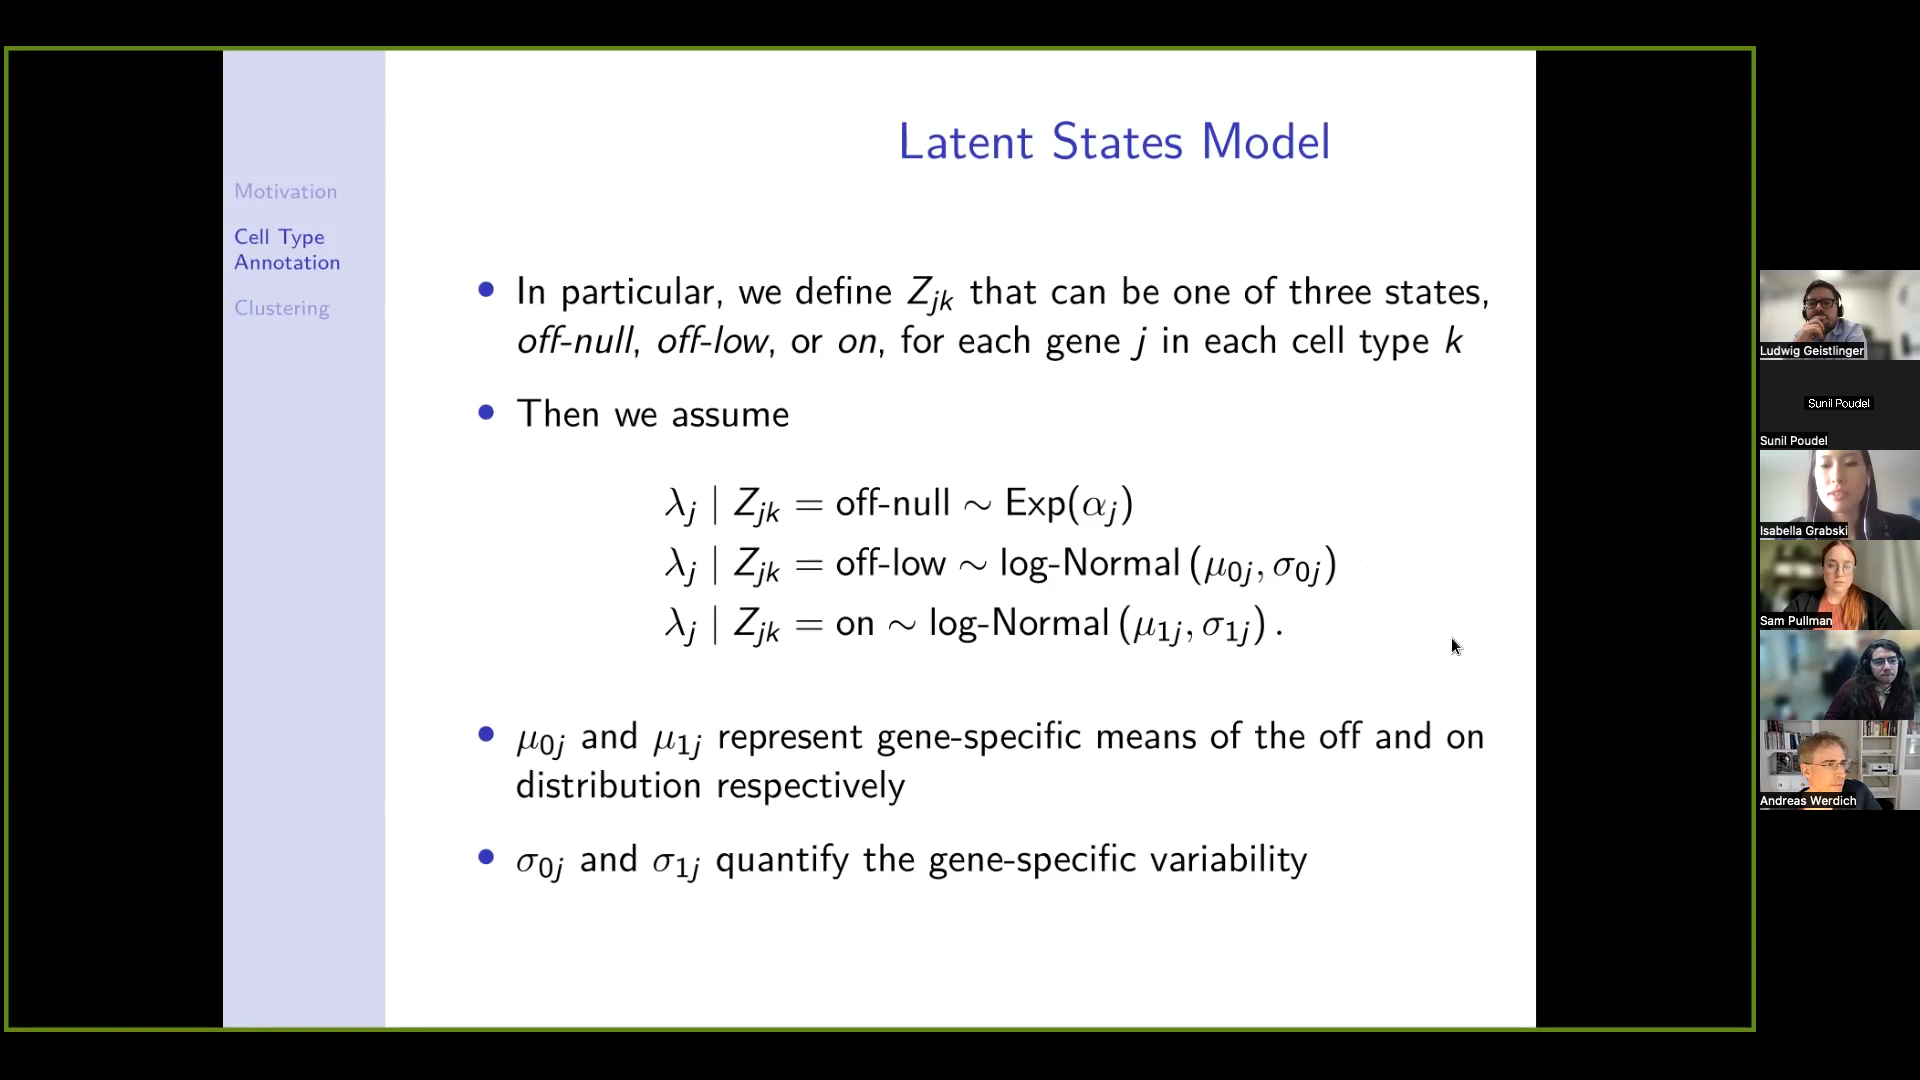 Latent States Model
Motivation
Cell Type
Annotation
Clustering
• In particular, we define Z_jk that can be one of three states,
off-null, off-low, or on, for each gene j in each cell type k
• Then we assume
λ_j | Z_jk = off-null ∼ Exp(α_j)
λ_j | Z_jk = off-low ∼ log-Normal (μ_0j, σ_0j)
λ_j | Z_jk = on ∼ log-Normal (μ_1j, σ_1j).
• μ_0j and μ_1j represent gene-specific means of the off and on
distribution respectively
• σ_0j and σ_1j quantify the gene-specific variability
Ludwig Geistlinger
Sunil Poudel
Sunil Poudel
Isabella Grabski
Sam Pullman
Andreas Werdich